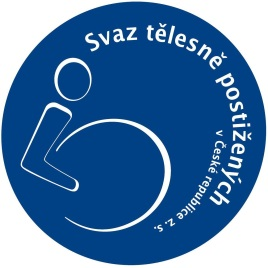 Svaz tělesně postižených
v České republice z. s.